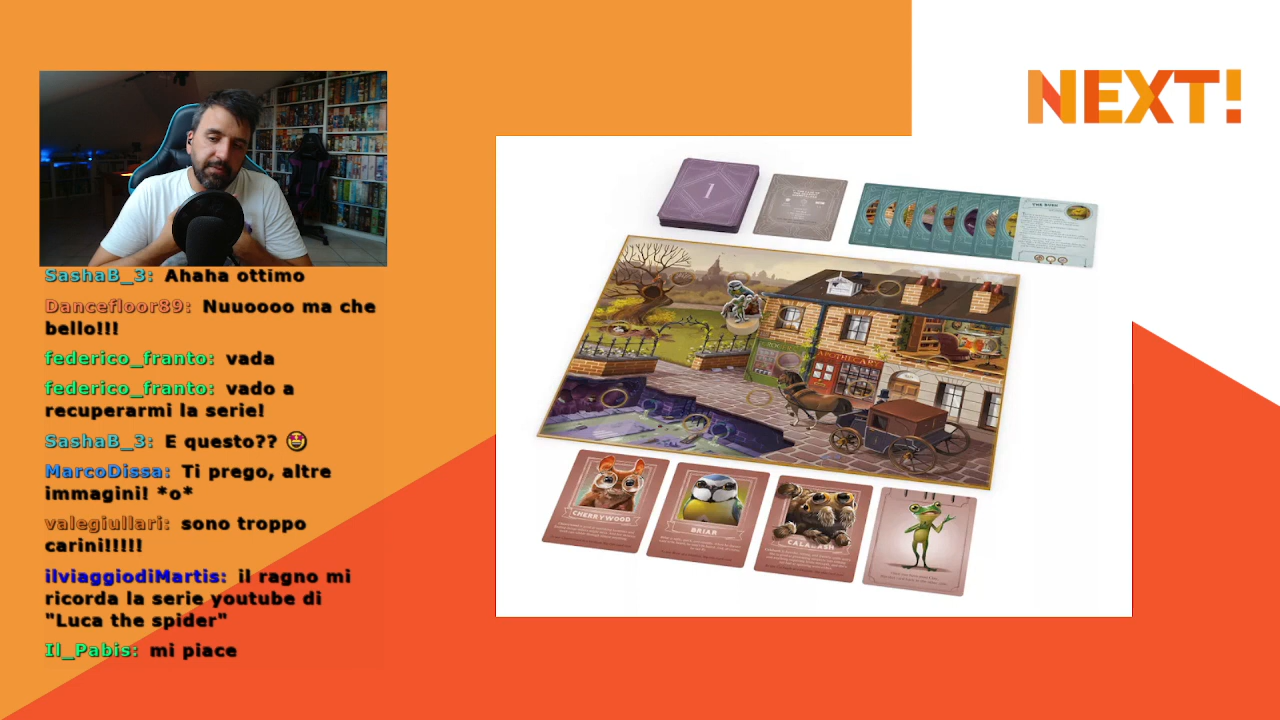 NEXT!
SashaB_3: Ahaha ottimo
Dancefloor89: Nuuoooo ma che
bello!!!
federico_franto: vada
federico_franto: vado a
recuperarmi la serie!
SashaB_3: E questo?? 🤩
MarcoDissa: Ti prego, altre
immagini! *o*
valegiullari: sono troppo
carini!!!!!
ilviaggiodiMartis: il ragno mi
ricorda la serie youtube di
"Luca the spider"
Il_Pabis: mi piace
APOTHECARY
CHERRYWOOD
BRIAR